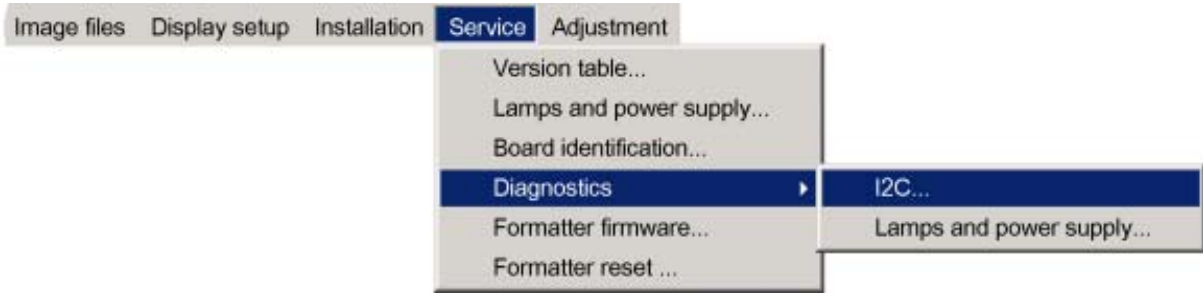 Image files Display setup Installation Service Adjustment
Version table...
Lamps and power supply...
Board identification...
Diagnostics
I2C...
Formatter firmware...
Lamps and power supply...
Formatter reset ...